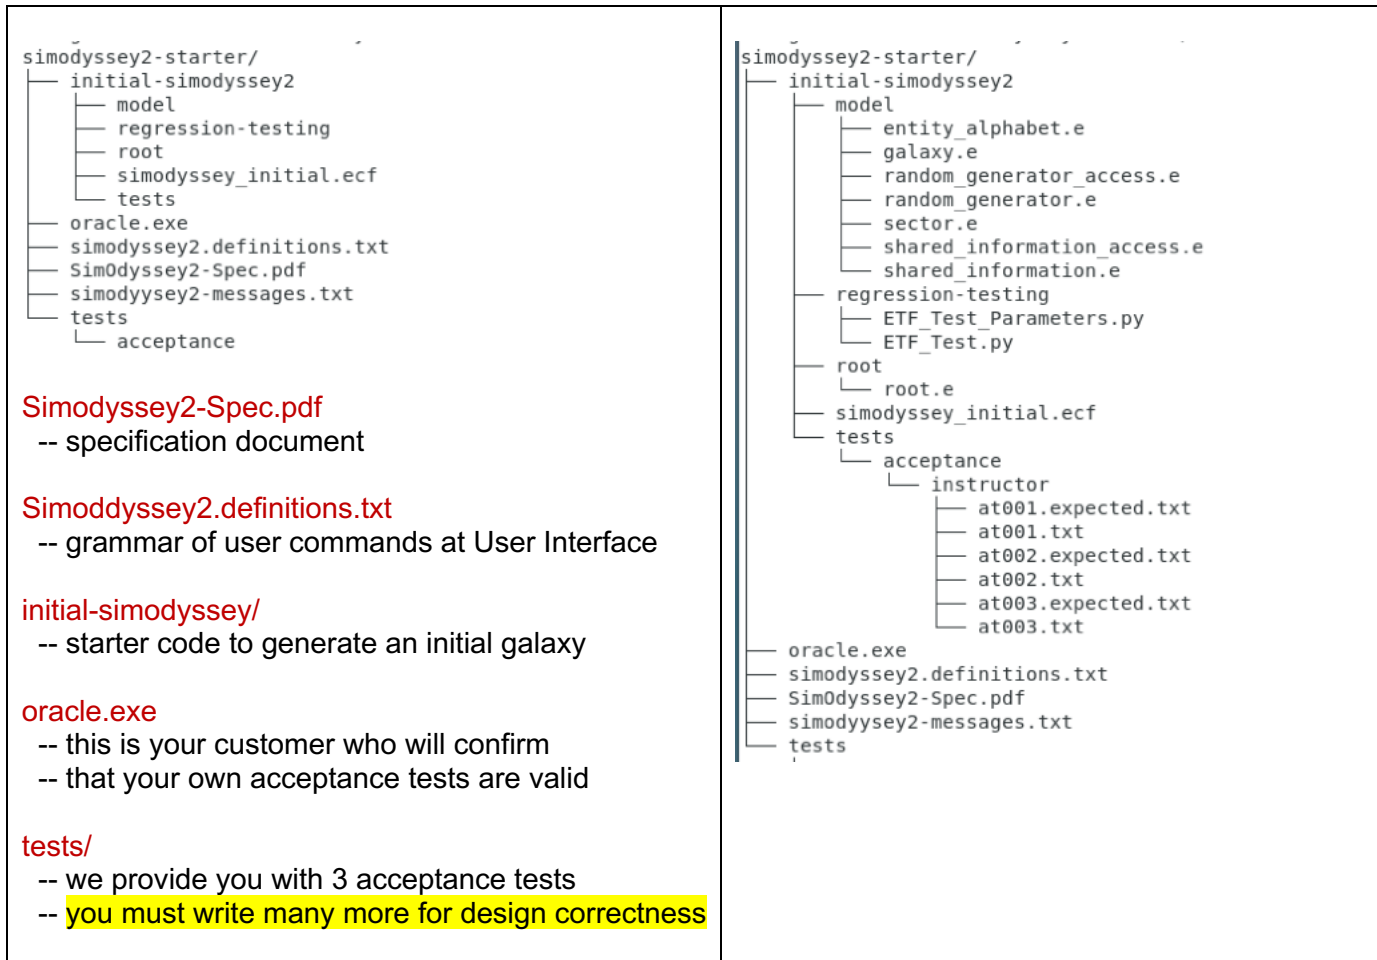 simodyssey2-starter/
├── initial-simodyssey2
│   ├── model
│   ├── regression-testing
│   ├── root
│   ├── simodyssey_initial.ecf
│   └── tests
├── oracle.exe
├── simodyssey2.definitions.txt
├── SimOdyssey2-Spec.pdf
├── simodyysey2-messages.txt
└── tests
    └── acceptance
Simodyssey2-Spec.pdf
-- specification document
Simoddyssey2.definitions.txt
-- grammar of user commands at User Interface
initial-simodyssey/
-- starter code to generate an initial galaxy
oracle.exe
-- this is your customer who will confirm
-- that your own acceptance tests are valid
tests/
-- we provide you with 3 acceptance tests
-- you must write many more for design correctness
simodyssey2-starter/
├── initial-simodyssey2
│   ├── model
│   │   ├── entity_alphabet.e
│   │   ├── galaxy.e
│   │   ├── random_generator_access.e
│   │   ├── random_generator.e
│   │   ├── sector.e
│   │   ├── shared_information_access.e
│   │   └── shared_information.e
│   ├── regression-testing
│   │   ├── ETF_Test_Parameters.py
│   │   └── ETF_Test.py
│   ├── root
│   │   └── root.e
│   ├── simodyssey_initial.ecf
│   └── tests
│       └── acceptance
│           └── instructor
│               ├── at001.expected.txt
│               ├── at001.txt
│               ├── at002.expected.txt
│               ├── at002.txt
│               ├── at003.expected.txt
│               └── at003.txt
├── oracle.exe
├── simodyssey2.definitions.txt
├── SimOdyssey2-Spec.pdf
├── simodyysey2-messages.txt
└── tests